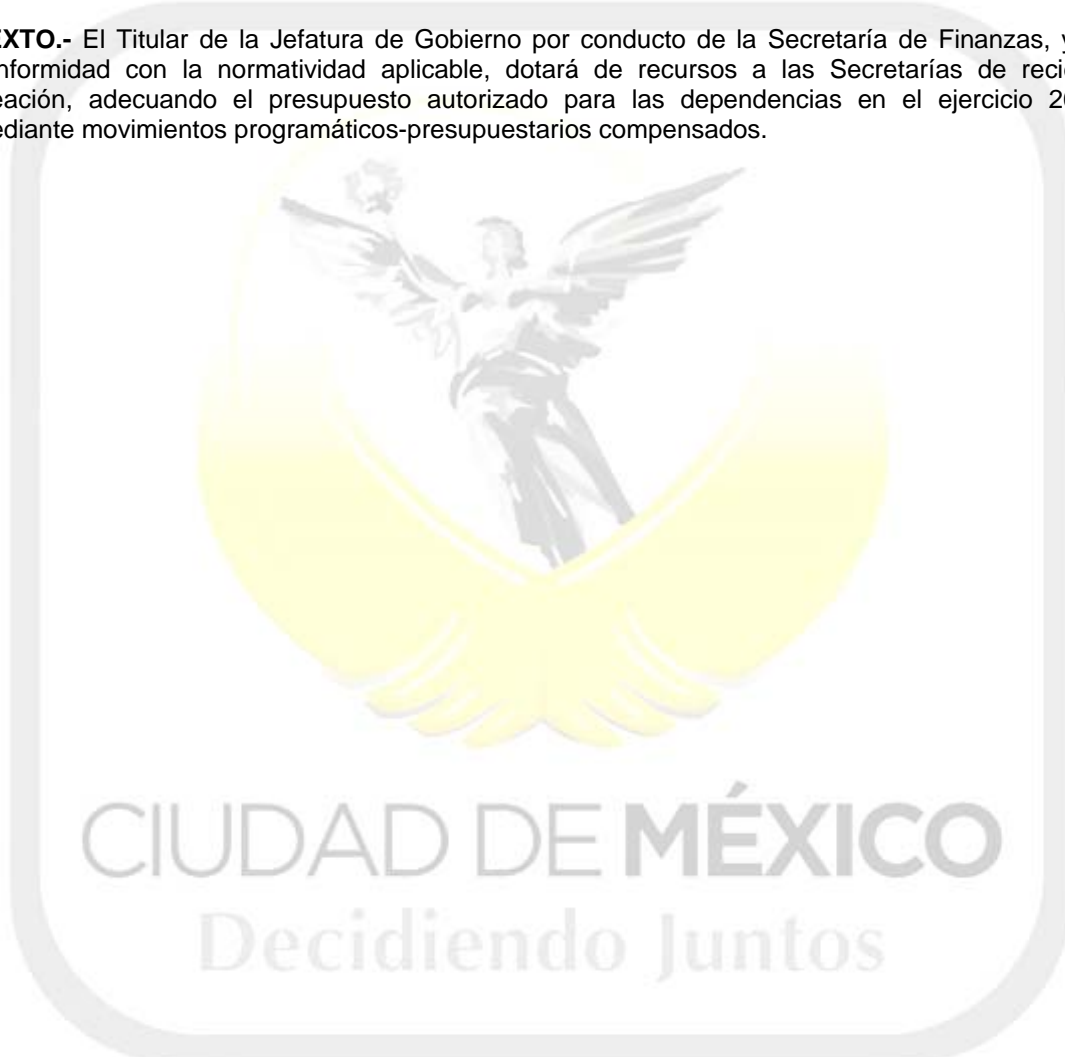 EXTO.- El Titular de la Jefatura de Gobierno por conducto de la Secretaría de Finanzas, y
nformidad con la normatividad aplicable, dotará de recursos a las Secretarías de reci
eación, adecuando el presupuesto autorizado para las dependencias en el ejercicio 20
ediante movimientos programáticos-presupuestarios compensados.
CIUDAD DE MÉXICO
Decidiendo Juntos